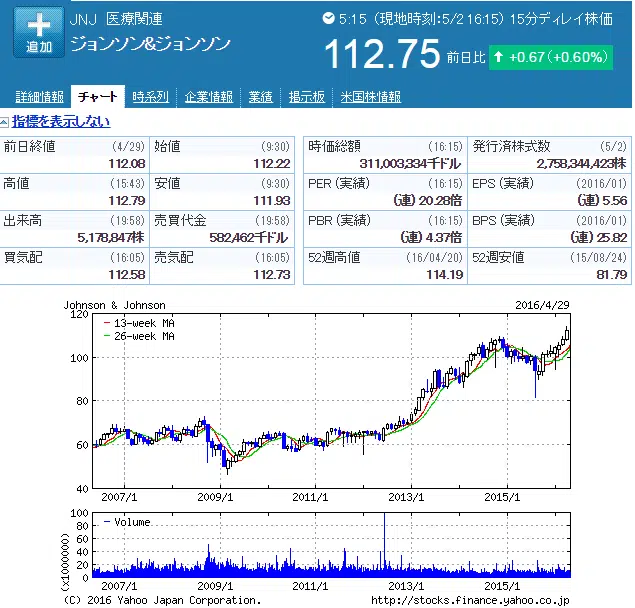 追加
JNJ 医療関連
ジョンソン&ジョンソン
5:15 (現地時刻:5/2 16:15) 15分ディレイ株価
112.75 前日比 +0.67(+0.60%)
詳細情報 チャート 時系列 企業情報 業績 掲示板 米国株情報
指標を表示しない
前日終値 (4/29) 始値 (9:30) 時価総額 (16:15) 発行済株式数 (5/2)
112.08 112.22 311,003,334千ドル 2,758,344,423株
高値 (15:43) 安値 (9:30) PER(実績) (16:15) EPS(実績) (2016/01)
112.79 111.93 (連) 20.28倍 (連) 5.56
出来高 (19:58) 売買代金 (19:58) PBR(実績) (16:15) BPS(実績) (2016/01)
5,178,847株 582,462千ドル (連) 4.37倍 (連) 25.82
買気配 (16:05) 売気配 (16:05) 52週高値 (16/04/20) 52週安値 (15/08/24)
112.58 112.73 114.19 81.79
Johnson & Johnson 2016/4/29
120
13-week MA
26-week MA
100
80
60
40
2007/1 2009/1 2011/1 2013/1 2015/1
100
Volume
80
60
40
20
0
(x1000000)
2007/1 2009/1 2011/1 2013/1 2015/1
(C) 2016 Yahoo Japan Corporation. http://stocks.finance.yahoo.co.jp